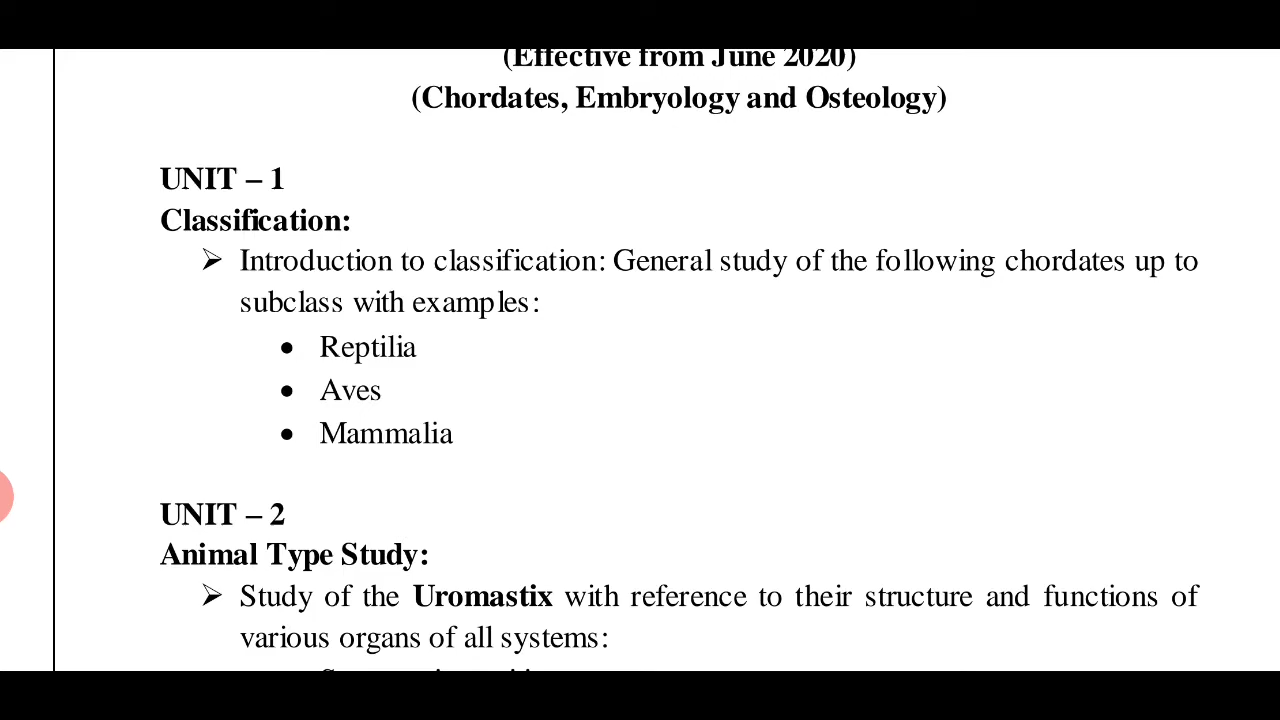 (Effective from June 2020)
(Chordates, Embryology and Osteology)
UNIT – 1
Classification:
➢ Introduction to classification: General study of the following chordates up to
subclass with examples:
• Reptilia
• Aves
• Mammalia
UNIT – 2
Animal Type Study:
➢ Study of the Uromastix with reference to their structure and functions of
various organs of all systems: